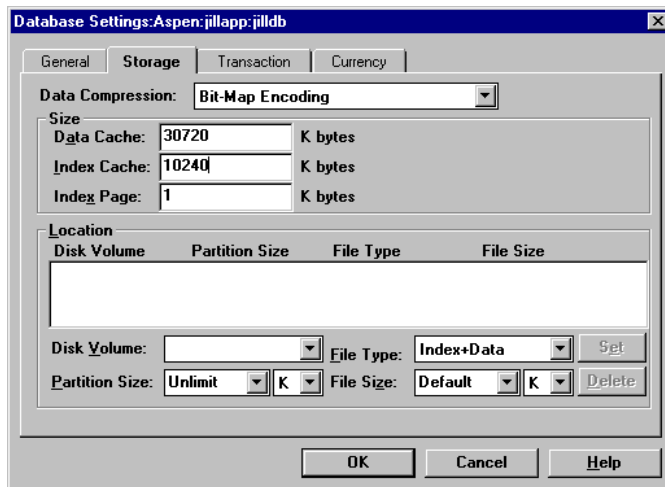 Database Settings:Aspen:jillapp:jilldb
General Storage Transaction Currency
Data Compression: Bit-Map Encoding
Size
Data Cache: 30720 K bytes
Index Cache: 10240 K bytes
Index Page: 1 K bytes
Location
Disk Volume Partition Size File Type File Size
Disk Volume: File Type: Index+Data Set
Partition Size: Unlimit K File Size: Default K Delete
OK Cancel Help